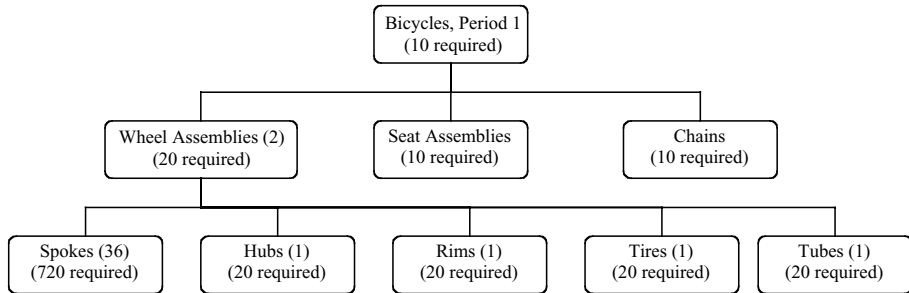 Bicycles, Period 1
(10 required)
Wheel Assemblies (2)
(20 required)
Seat Assemblies
(10 required)
Chains
(10 required)
Spokes (36)
(720 required)
Hubs (1)
(20 required)
Rims (1)
(20 required)
Tires (1)
(20 required)
Tubes (1)
(20 required)